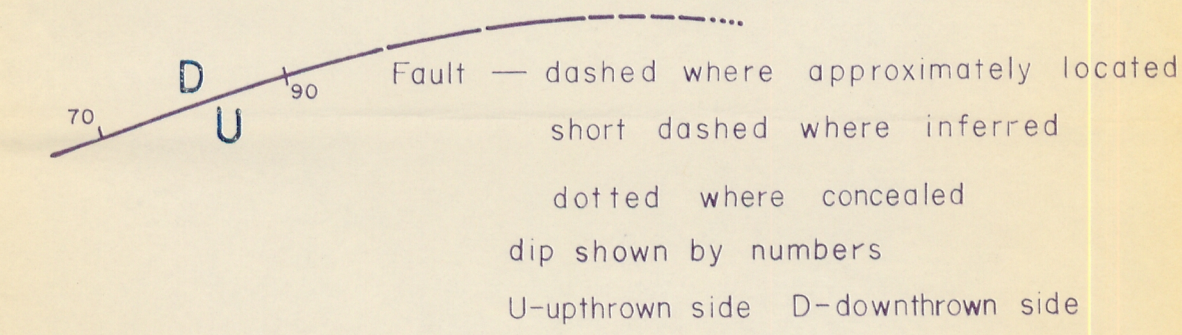 D
U
70
90
Fault — dashed where approximately located
short dashed where inferred
dotted where concealed
dip shown by numbers
U-upthrown side D-downthrown side